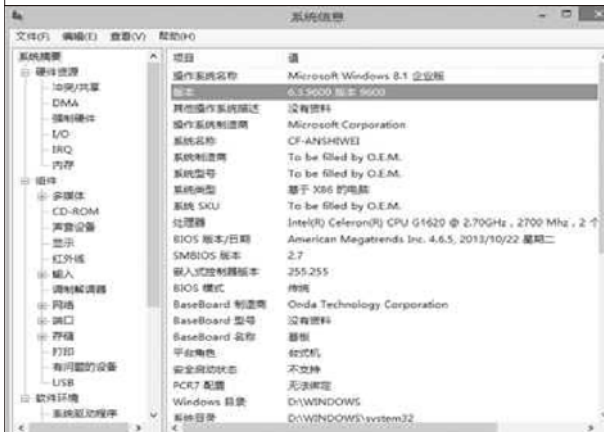 系统信息
文件(F) 编辑(E) 查看(V) 帮助(H)
系统摘要
硬件资源
冲突/共享
DMA
强制硬件
I/O
IRQ
内存
组件
多媒体
CD-ROM
声音设备
显示
红外线
输入
调制解调器
网络
端口
存储
打印
有问题的设备
USB
软件环境
系统驱动程序
项目 值
操作系统名称 Microsoft Windows 8.1 企业版
版本 6.3.9600 版本 9600
其他操作系统描述 没有资料
操作系统制造商 Microsoft Corporation
系统名称 CF-ANSHIWEI
系统制造商 To be filled by O.E.M.
系统型号 To be filled by O.E.M.
系统类型 基于 X86 的电脑
系统 SKU To be filled by O.E.M.
处理器 Intel(R) Celeron(R) CPU G1620 @ 2.70GHz，2700 Mhz，2 个
BIOS 版本/日期 American Megatrends Inc. 4.6.5, 2013/10/22 星期二
SMBIOS 版本 2.7
嵌入式控制器版本 255.255
BIOS 模式 传统
BaseBoard 制造商 Onda Technology Corporation
BaseBoard 型号 没有资料
BaseBoard 名称 基板
平台角色 台式机
安全启动状态 不支持
PCR7 配置 无法绑定
Windows 目录 D:\WINDOWS
系统目录 D:\WINDOWS\system32